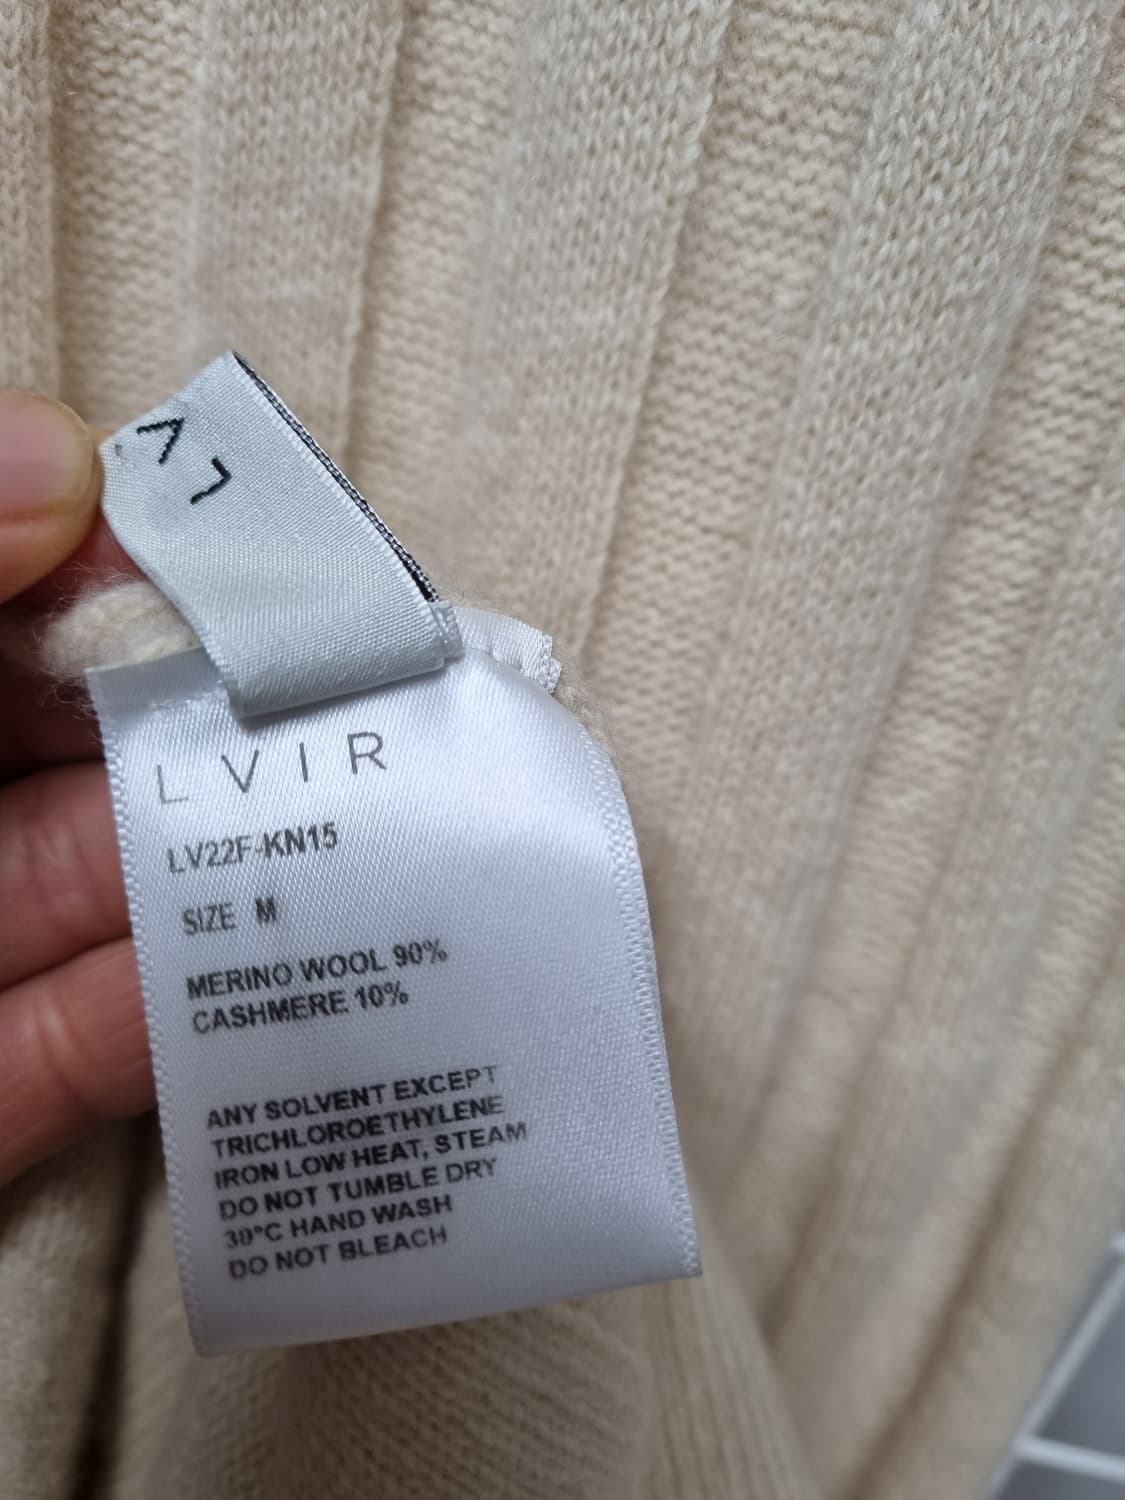 LV
LVIR
LV22F-KN15
SIZE M
MERINO WOOL 90%
CASHMERE 10%
ANY SOLVENT EXCEPT
TRICHLOROETHYLENE
IRON LOW HEAT, STEAM
DO NOT TUMBLE DRY
30°C HAND WASH
DO NOT BLEACH